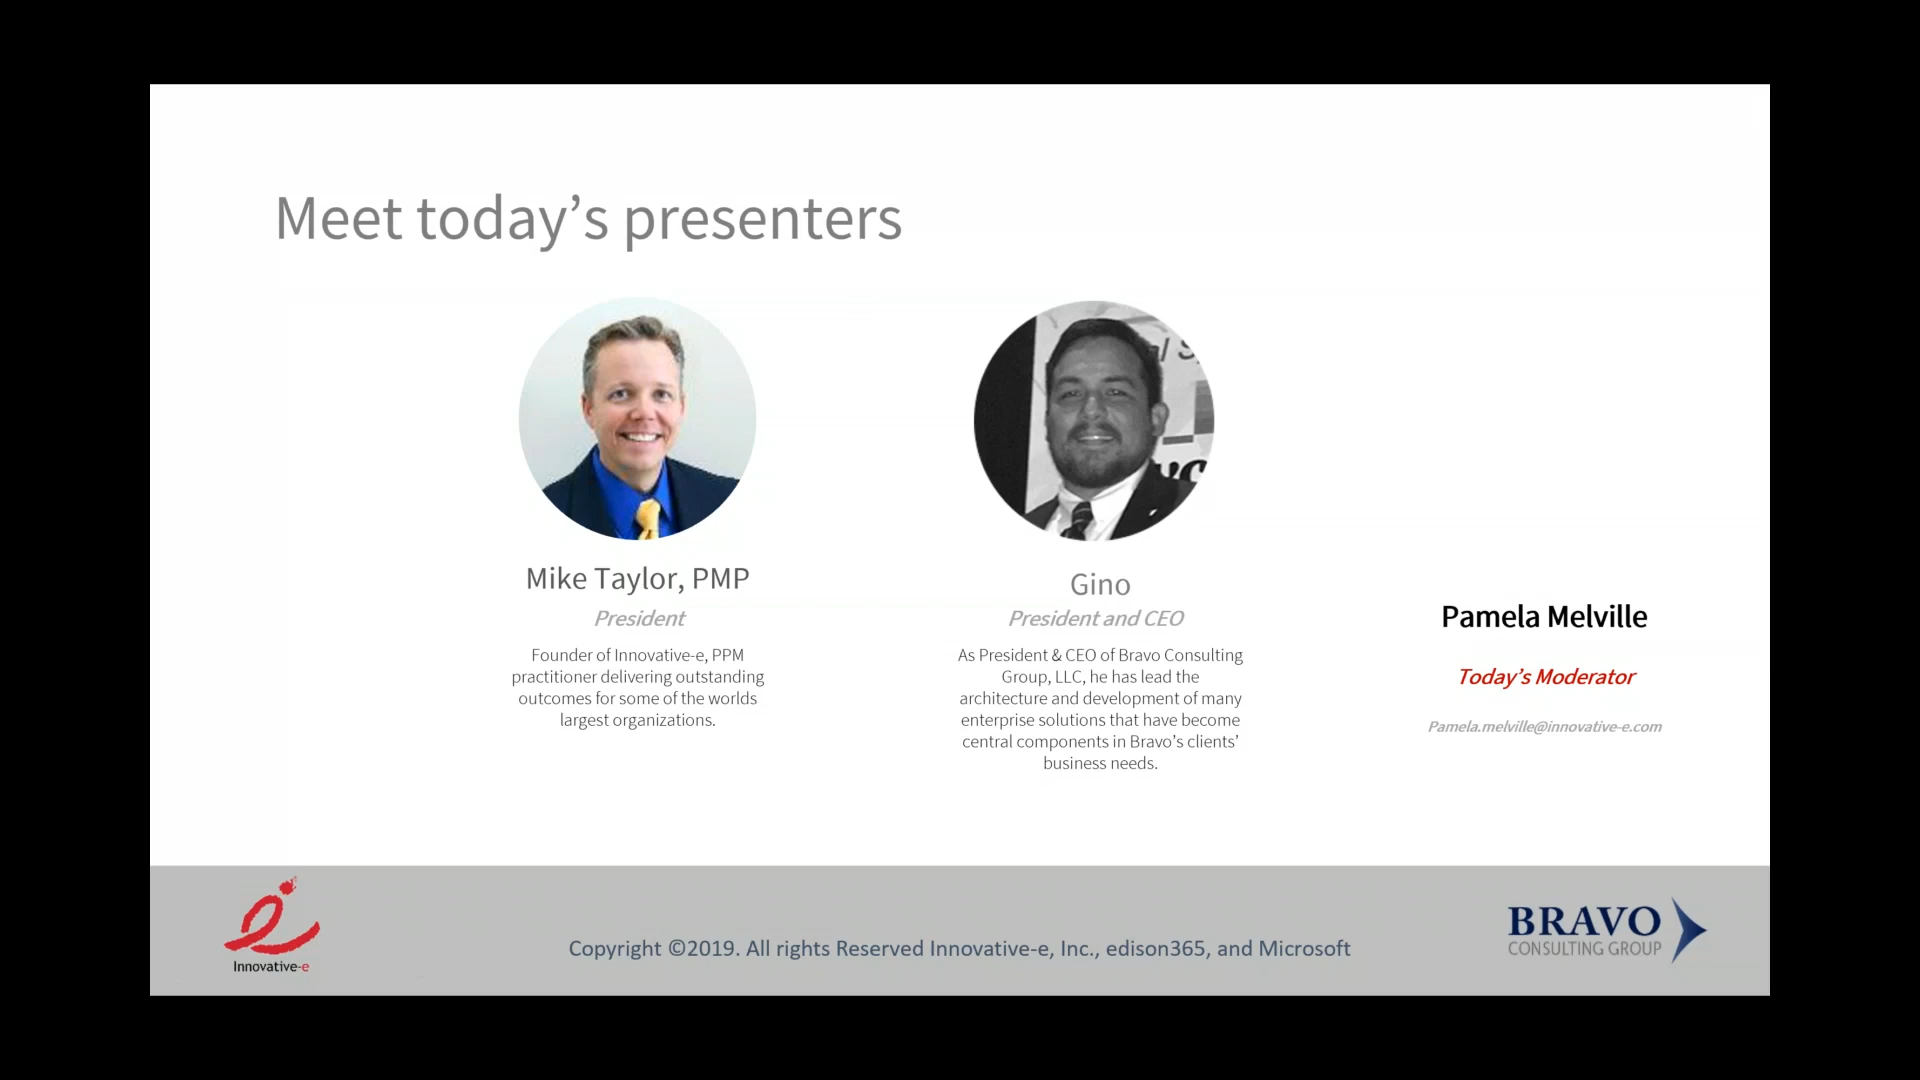 Meet today’s presenters
Mike Taylor, PMP
President
Founder of Innovative-e, PPM
practitioner delivering outstanding
outcomes for some of the worlds
largest organizations.
Gino
President and CEO
As President & CEO of Bravo Consulting
Group, LLC, he has lead the
architecture and development of many
enterprise solutions that have become
central components in Bravo’s clients’
business needs.
Pamela Melville
Today’s Moderator
Pamela.melville@innovative-e.com
Innovative-e
Copyright ©2019. All rights Reserved Innovative-e, Inc., edison365, and Microsoft
BRAVO
CONSULTING GROUP